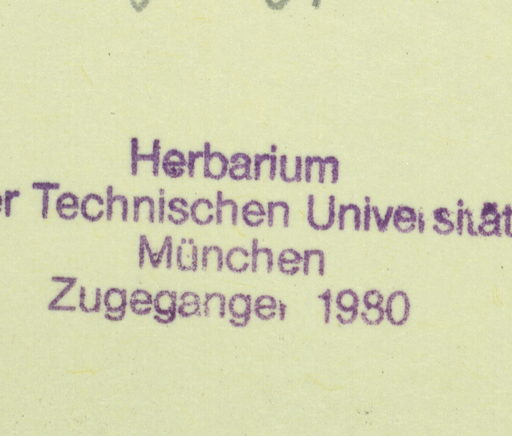 Herbarium
r Technischen Universität
München
Zugegangen 1980